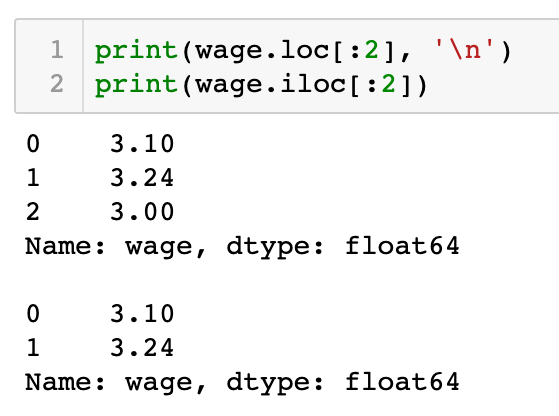 1 print(wage.loc[:2], '\n')
2 print(wage.iloc[:2])
0 3.10
1 3.24
2 3.00
Name: wage, dtype: float64
0 3.10
1 3.24
Name: wage, dtype: float64